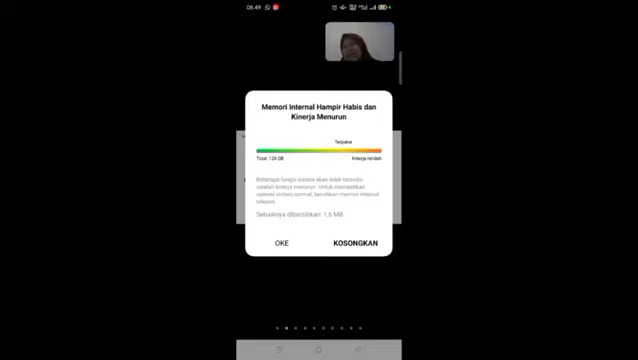 08.49
Memori Internal Hampir Habis dan
Kinerja Menurun
Terpakai
Total: 128 GB
Kinerja rendah
Beberapa fungsi sistem akan tidak tersedia
setelah kinerja menurun. Untuk memastikan
operasi sistem normal, bersihkan memori internal
telepon.
Sebaiknya dibersihkan: 1,6 MB
OKE
KOSONGKAN